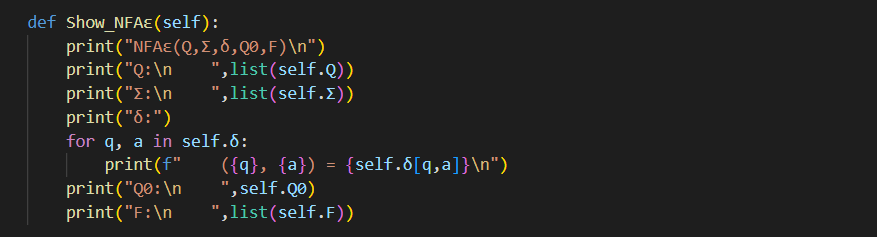 def Show_NFAε(self):
    print("NFAε(Q,Σ,δ,Q0,F)\n")
    print("Q:\n    ",list(self.Q))
    print("Σ:\n    ",list(self.Σ))
    print("δ:")
    for q, a in self.δ:
        print(f"    ({q}, {a}) = {self.δ[q,a]}\n")
    print("Q0:\n    ",self.Q0)
    print("F:\n    ",list(self.F))